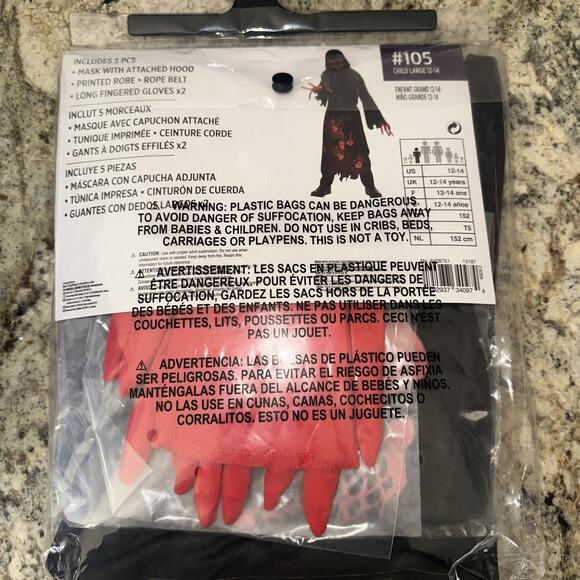 INCLUDES 5 PCS
• MASK WITH ATTACHED HOOD
• PRINTED ROBE • ROPE BELT
• LONG FINGERED GLOVES x2
INCLUT 5 MORCEAUX
• MASQUE AVEC CAPUCHON ATTACHÉ
• TUNIQUE IMPRIMÉE • CEINTURE CORDE
• GANTS À DOIGTS EFFILÉS x2
INCLUYE 5 PIEZAS
• MÁSCARA CON CAPUCHA ADJUNTA
• TÚNICA IMPRESA • CINTURÓN DE CUERDA
• GUANTES CON DEDOS LARGOS x2
#105
CHILD LARGE 12-14
ENFANT GRAND 12-14
NIÑO GRANDE 12-14
US 12-14
UK 12-14 years
F 12-14 ans
12-14 años
152
T5
NL 152 cm
⚠ WARNING: PLASTIC BAGS CAN BE DANGEROUS.
TO AVOID DANGER OF SUFFOCATION, KEEP BAGS AWAY
FROM BABIES & CHILDREN. DO NOT USE IN CRIBS, BEDS,
CARRIAGES OR PLAYPENS. THIS IS NOT A TOY.
⚠ AVERTISSEMENT: LES SACS EN PLASTIQUE PEUVENT
ÊTRE DANGEREUX. POUR ÉVITER LES DANGERS DE
SUFFOCATION, GARDEZ LES SACS HORS DE LA PORTÉE
DES BÉBÉS ET DES ENFANTS. NE PAS UTILISER DANS LES
COUCHETTES, LITS, POUSSETTES OU PARCS. CECI N'EST
PAS UN JOUET.
⚠ ADVERTENCIA: LAS BOLSAS DE PLÁSTICO PUEDEN
SER PELIGROSAS. PARA EVITAR EL RIESGO DE ASFIXIA
MANTÉNGALAS FUERA DEL ALCANCE DE BEBÉS Y NIÑOS.
NO LAS USE EN CUNAS, CAMAS, COCHECITOS O
CORRALITOS. ESTO NO ES UN JUGUETE.
13187
34097 4